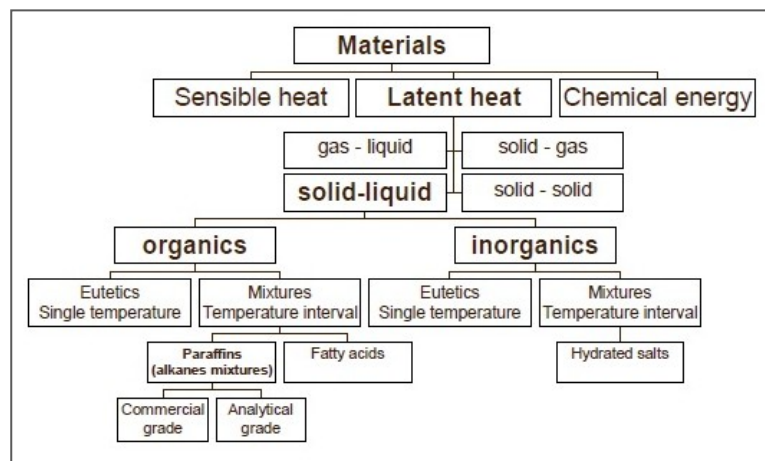 Materials
Sensible heat
Latent heat
Chemical energy
gas - liquid
solid - gas
solid-liquid
solid - solid
organics
inorganics
Eutetics
Single temperature
Mixtures
Temperature interval
Eutetics
Single temperature
Mixtures
Temperature interval
Paraffins
(alkanes mixtures)
Fatty acids
Hydrated salts
Commercial
grade
Analytical
grade